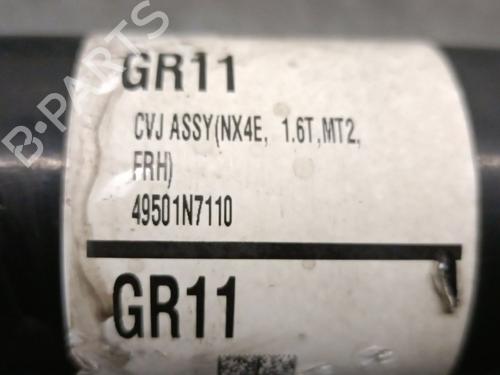 GR11
CVJ ASSY(NX4E, 1.6T,MT2,
FRH)
49501N7110
GR11
B-PARTS